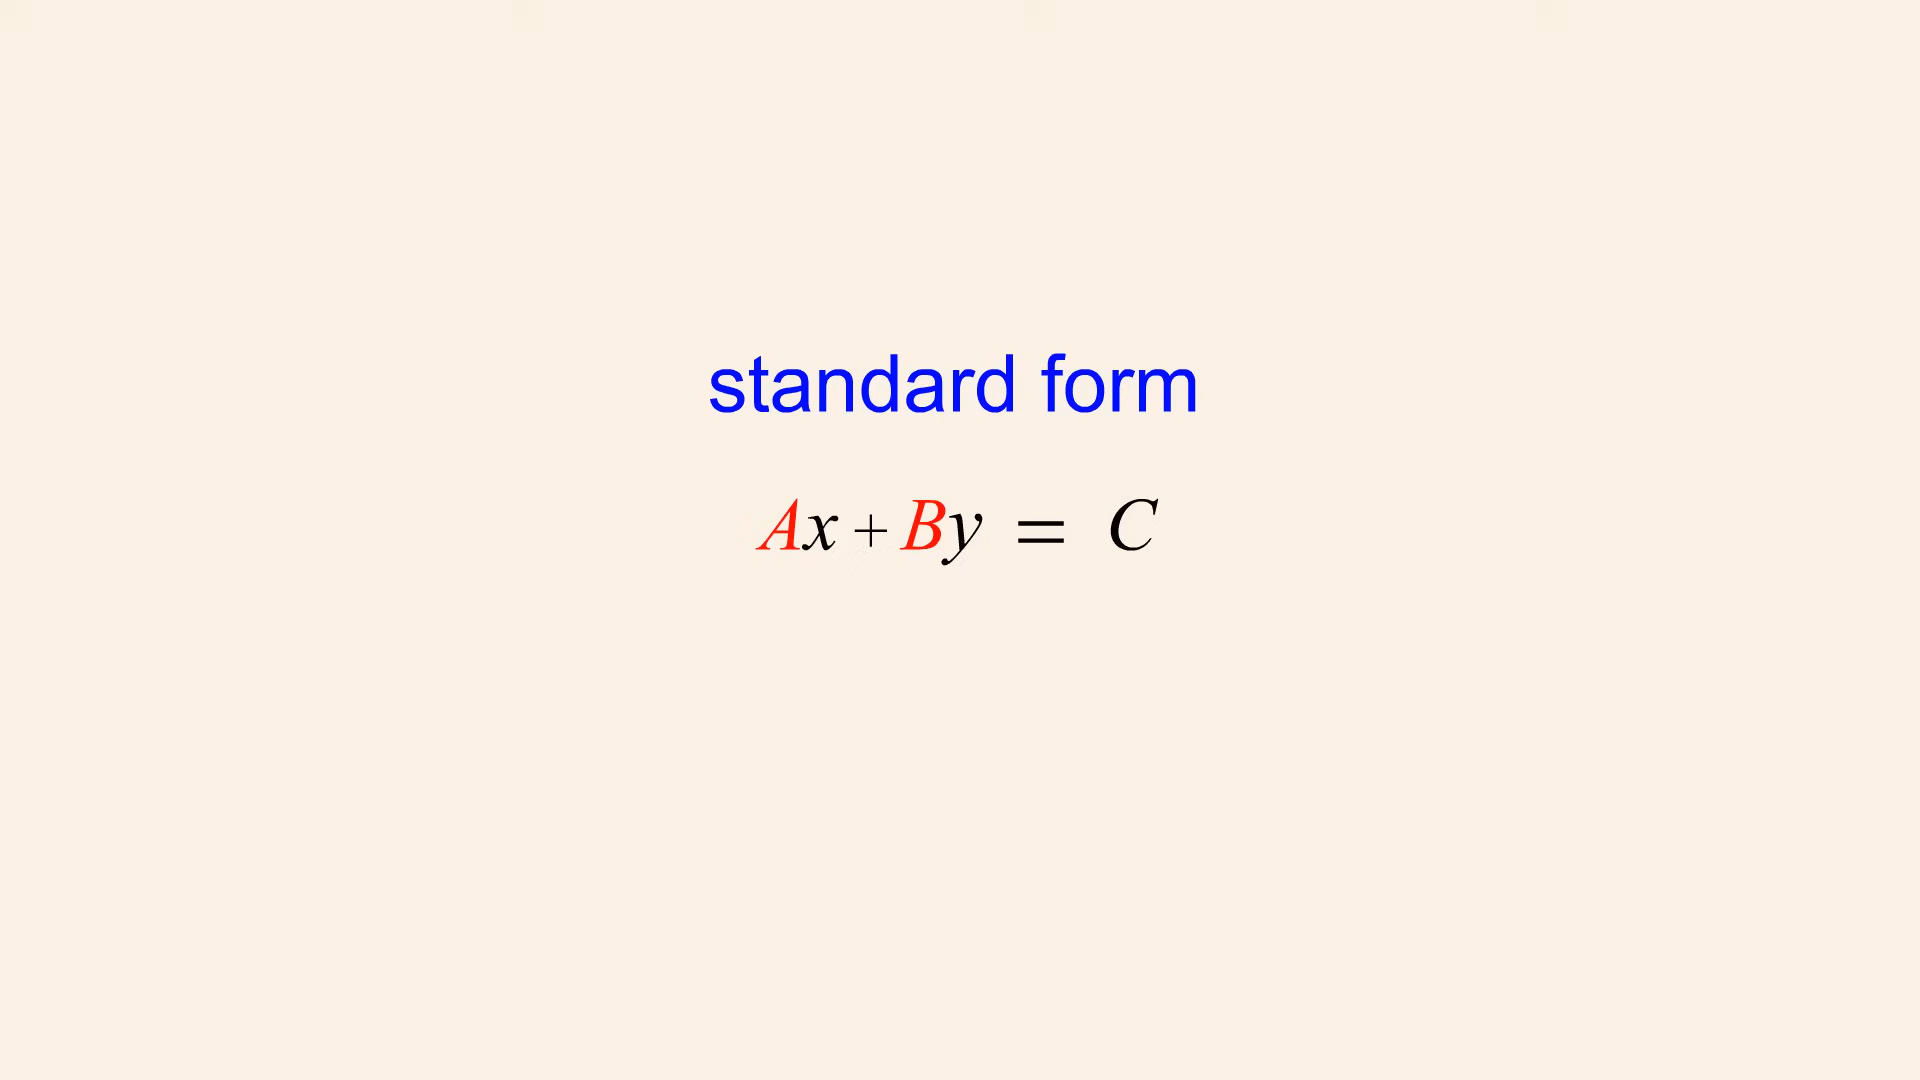 standard form
Ax + By = C